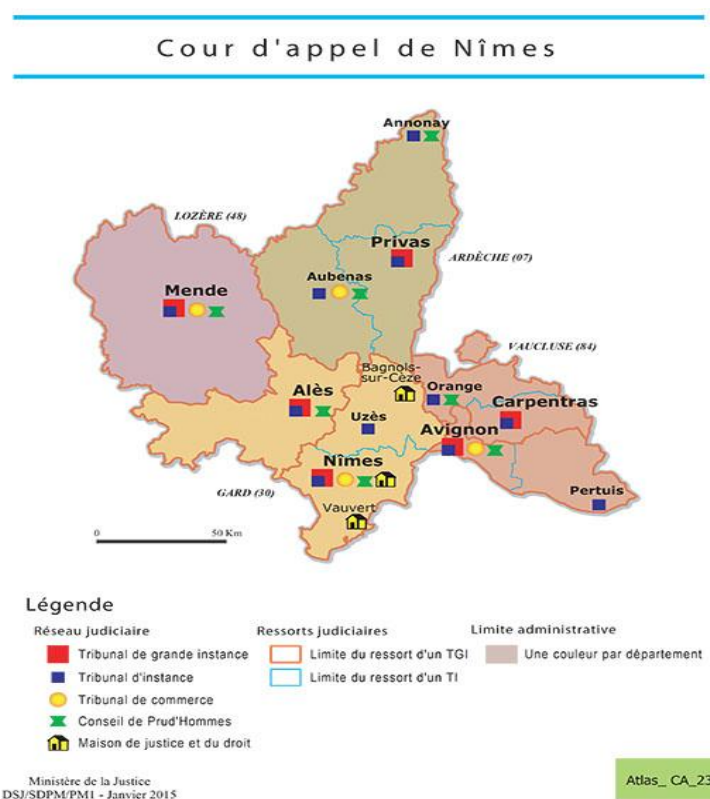 Cour d'appel de Nîmes
Annonay
LOZÈRE (48)
Privas
ARDÈCHE (07)
Mende
Aubenas
VAUCLUSE (84)
Bagnols-
sur-Cèze
Alès
Orange
Carpentras
Uzès
Avignon
Nîmes
GARD (30)
Pertuis
Vauvert
0 50 Km
Légende
Réseau judiciaire
Tribunal de grande instance
Tribunal d'instance
Tribunal de commerce
Conseil de Prud'Hommes
Maison de justice et du droit
Ressorts judiciaires
Limite du ressort d'un TGI
Limite du ressort d'un TI
Limite administrative
Une couleur par département
Ministère de la Justice
DSJ/SDPM/PM1 - Janvier 2015
Atlas_ CA_23